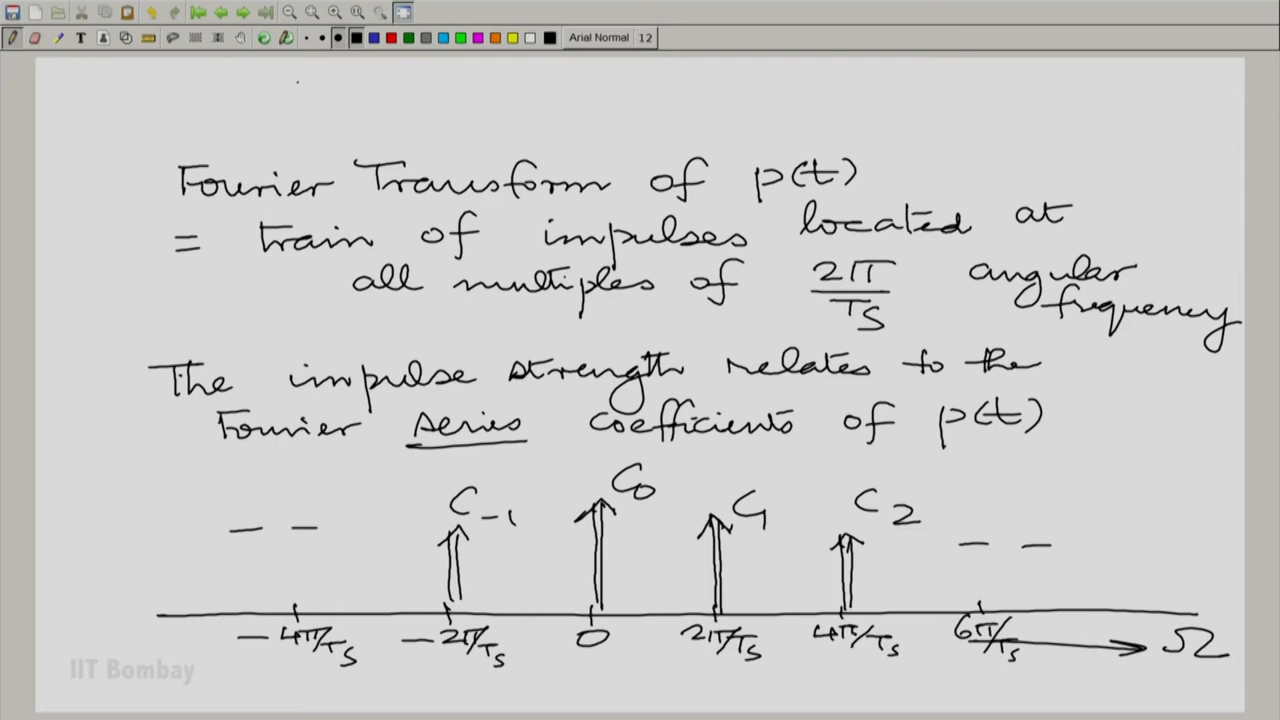 Arial Normal 12
Fourier Transform of p(t)
= train of impulses located at
all multiples of 2π/Ts angular frequency
The impulse strength relates to the
Fourier series coefficients of p(t)
C-1 C0 C1 C2
-4π/Ts -2π/Ts 0 2π/Ts 4π/Ts 6π/Ts Ω
IIT Bombay